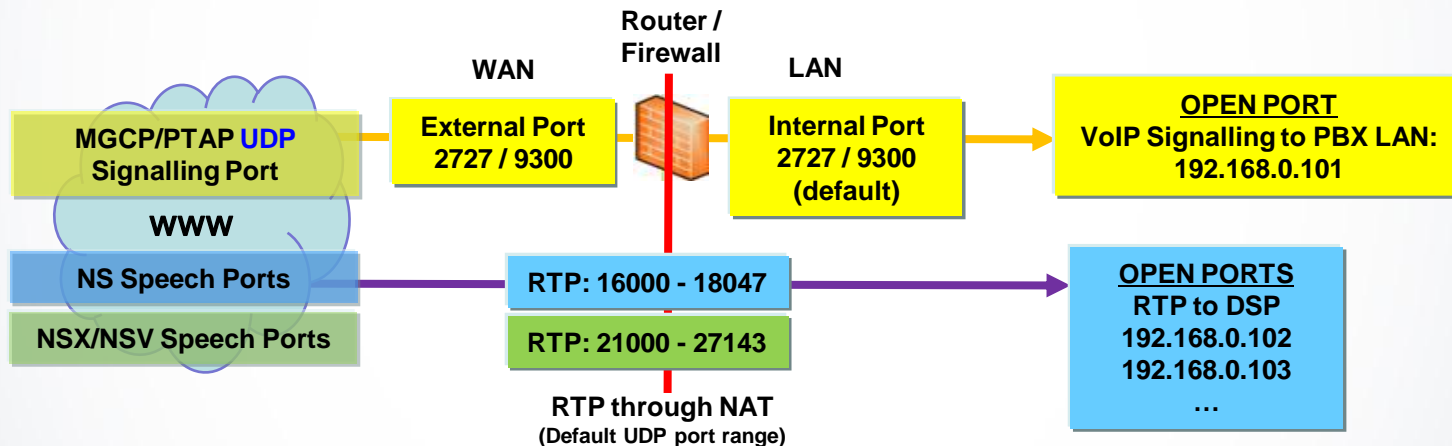 Router /
Firewall
WAN
LAN
MGCP/PTAP UDP
Signalling Port
External Port
2727 / 9300
Internal Port
2727 / 9300
(default)
OPEN PORT
VoIP Signalling to PBX LAN:
192.168.0.101
WWW
NS Speech Ports
RTP: 16000 - 18047
NSX/NSV Speech Ports
RTP: 21000 - 27143
OPEN PORTS
RTP to DSP
192.168.0.102
192.168.0.103
…
RTP through NAT
(Default UDP port range)